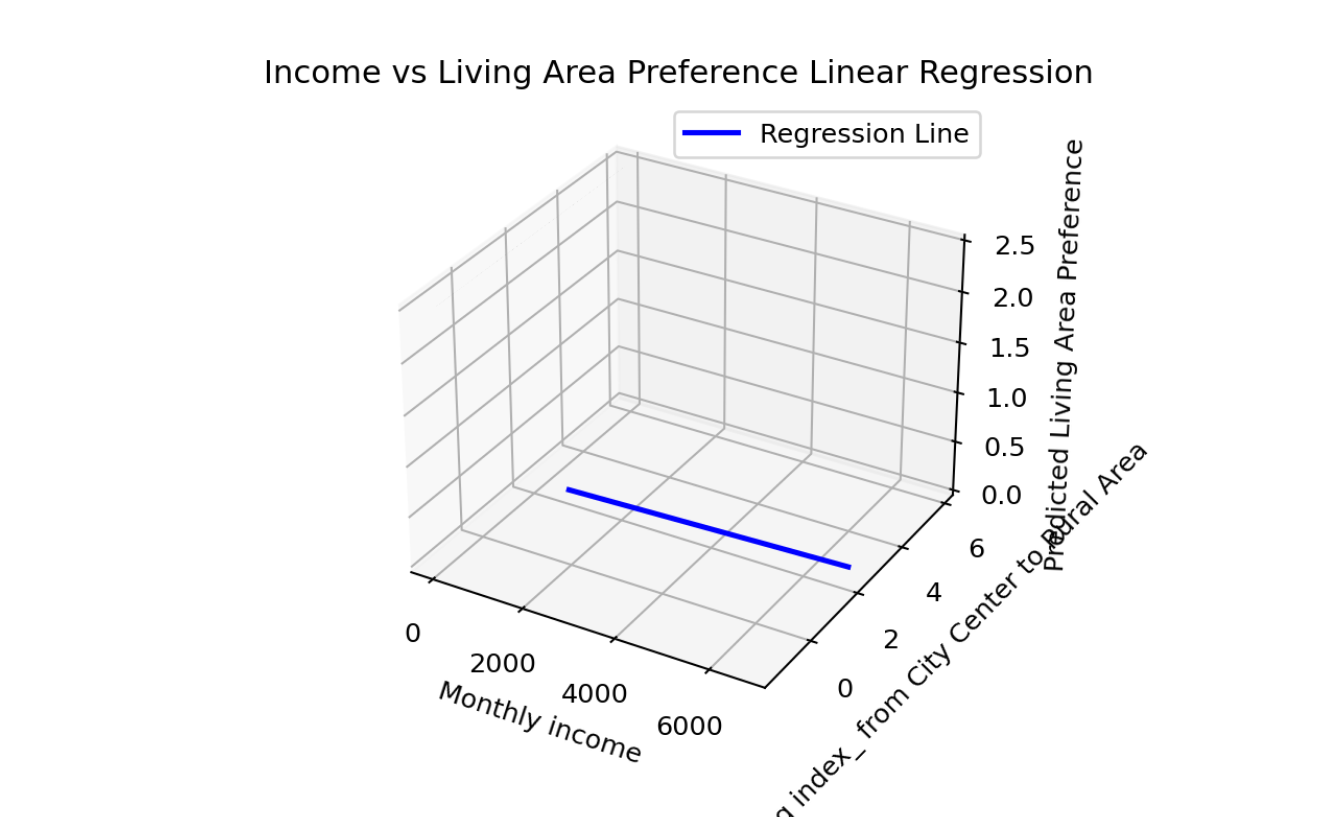 Income vs Living Area Preference Linear Regression
Regression Line
2.5
2.0
1.5
1.0
0.5
0.0
Predicted Living Area Preference
6
4
2
0
index_ from City Center to Rural Area
0
2000
4000
6000
Monthly income